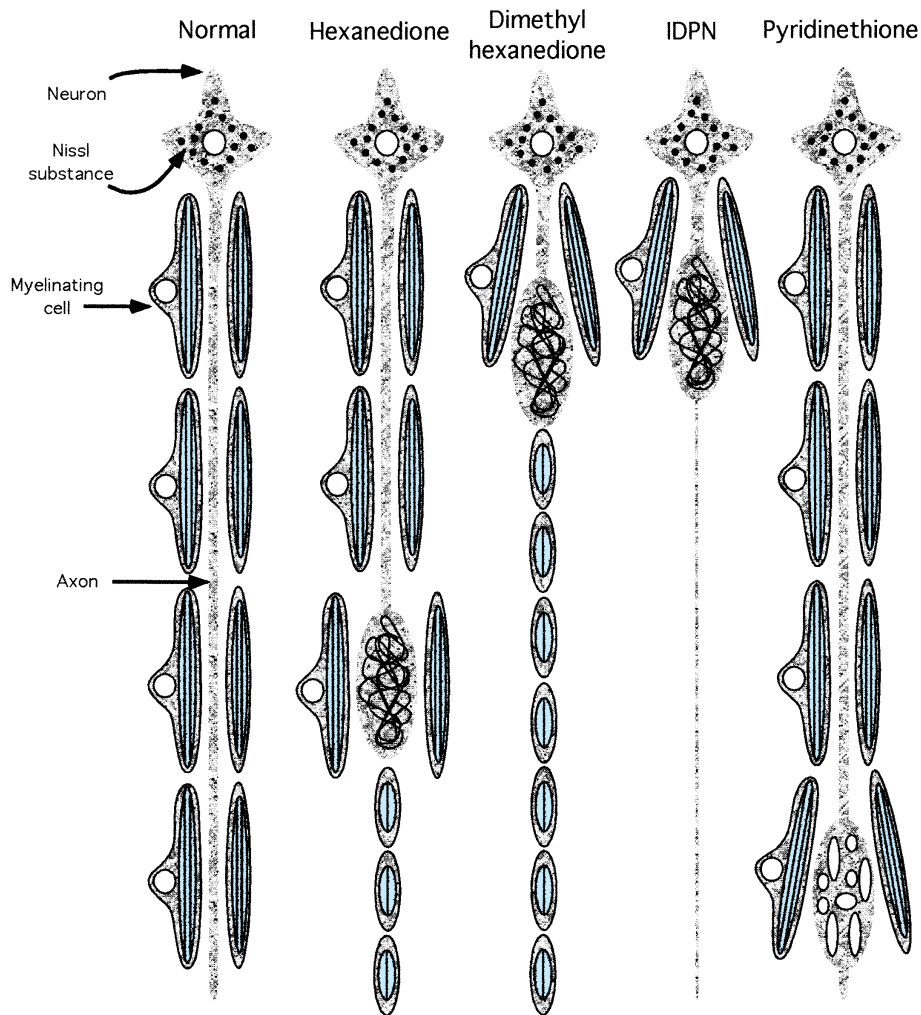 Normal
Hexanedione
Dimethyl
hexanedione
IDPN
Pyridinethione
Neuron
Nissl
substance
Myelinating
cell
Axon